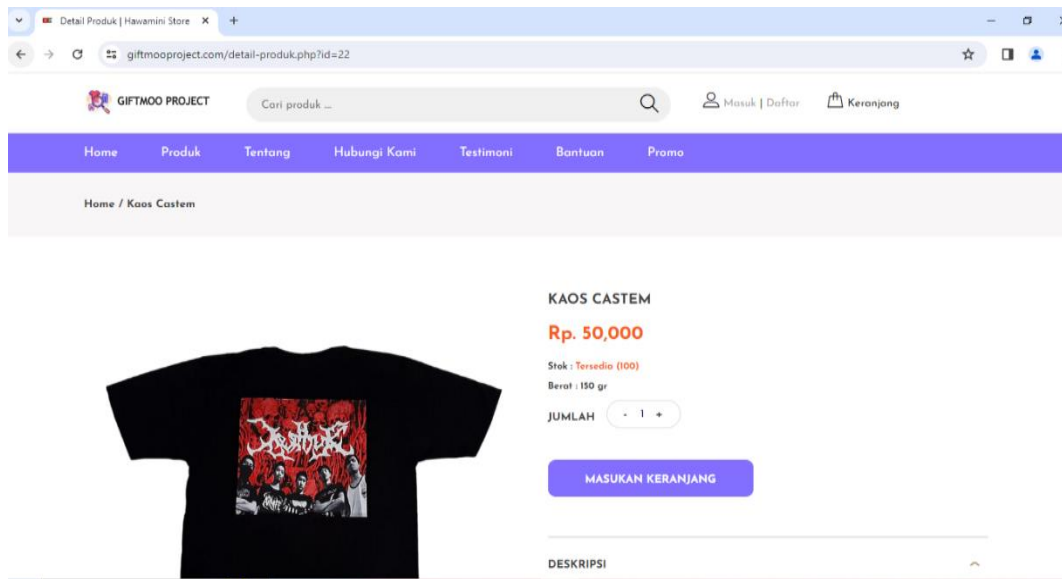 Detail Produk | Hawamini Store
giftmooproject.com/detail-produk.php?id=22
GIFTMOO PROJECT
Cari produk ...
Masuk | Daftar
Keranjang
Home Produk Tentang Hubungi Kami Testimoni Bantuan Promo
Home / Kaos Castem
KAOS CASTEM
Rp. 50,000
Stok : Tersedia (100)
Berat : 150 gr
JUMLAH - 1 +
MASUKAN KERANJANG
DESKRIPSI